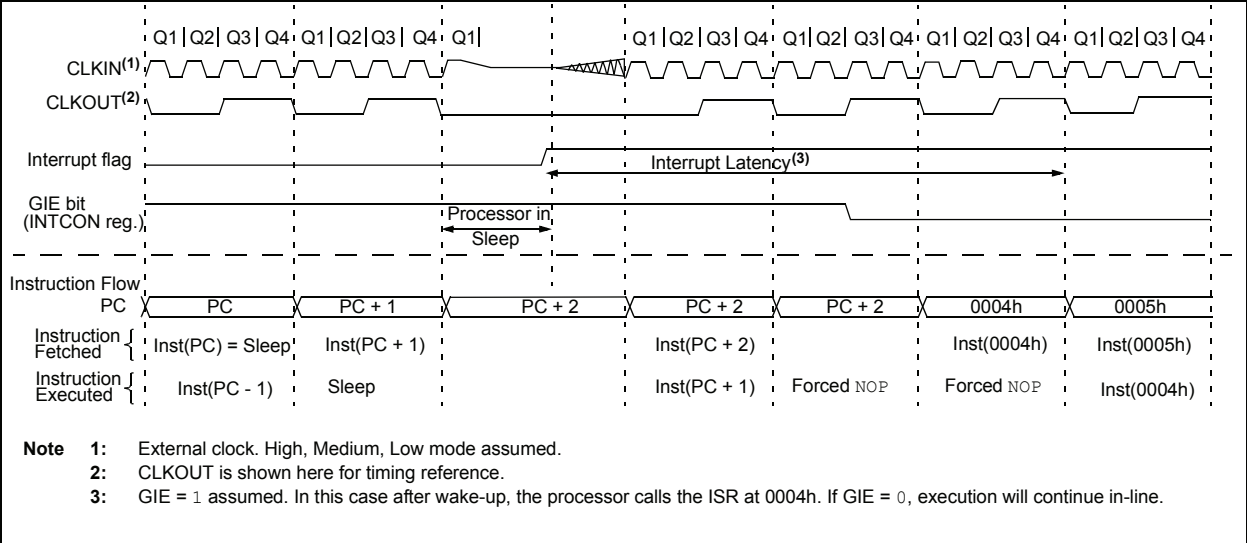 Q1| Q2| Q3| Q4 Q1| Q2| Q3| Q4 Q1| Q1| Q2| Q3| Q4 Q1| Q2| Q3| Q4 Q1| Q2| Q3| Q4 Q1| Q2| Q3| Q4
CLKIN(1)
CLKOUT(2)
Interrupt flag
Interrupt Latency(3)
GIE bit
(INTCON reg.)
Processor in
Sleep
Instruction Flow
PC PC PC + 1 PC + 2 PC + 2 PC + 2 0004h 0005h
Instruction
Fetched
Inst(PC) = Sleep Inst(PC + 1) Inst(PC + 2) Inst(0004h) Inst(0005h)
Instruction
Executed
Inst(PC - 1) Sleep Inst(PC + 1) Forced NOP Forced NOP Inst(0004h)
Note 1: External clock. High, Medium, Low mode assumed.
2: CLKOUT is shown here for timing reference.
3: GIE = 1 assumed. In this case after wake-up, the processor calls the ISR at 0004h. If GIE = 0, execution will continue in-line.